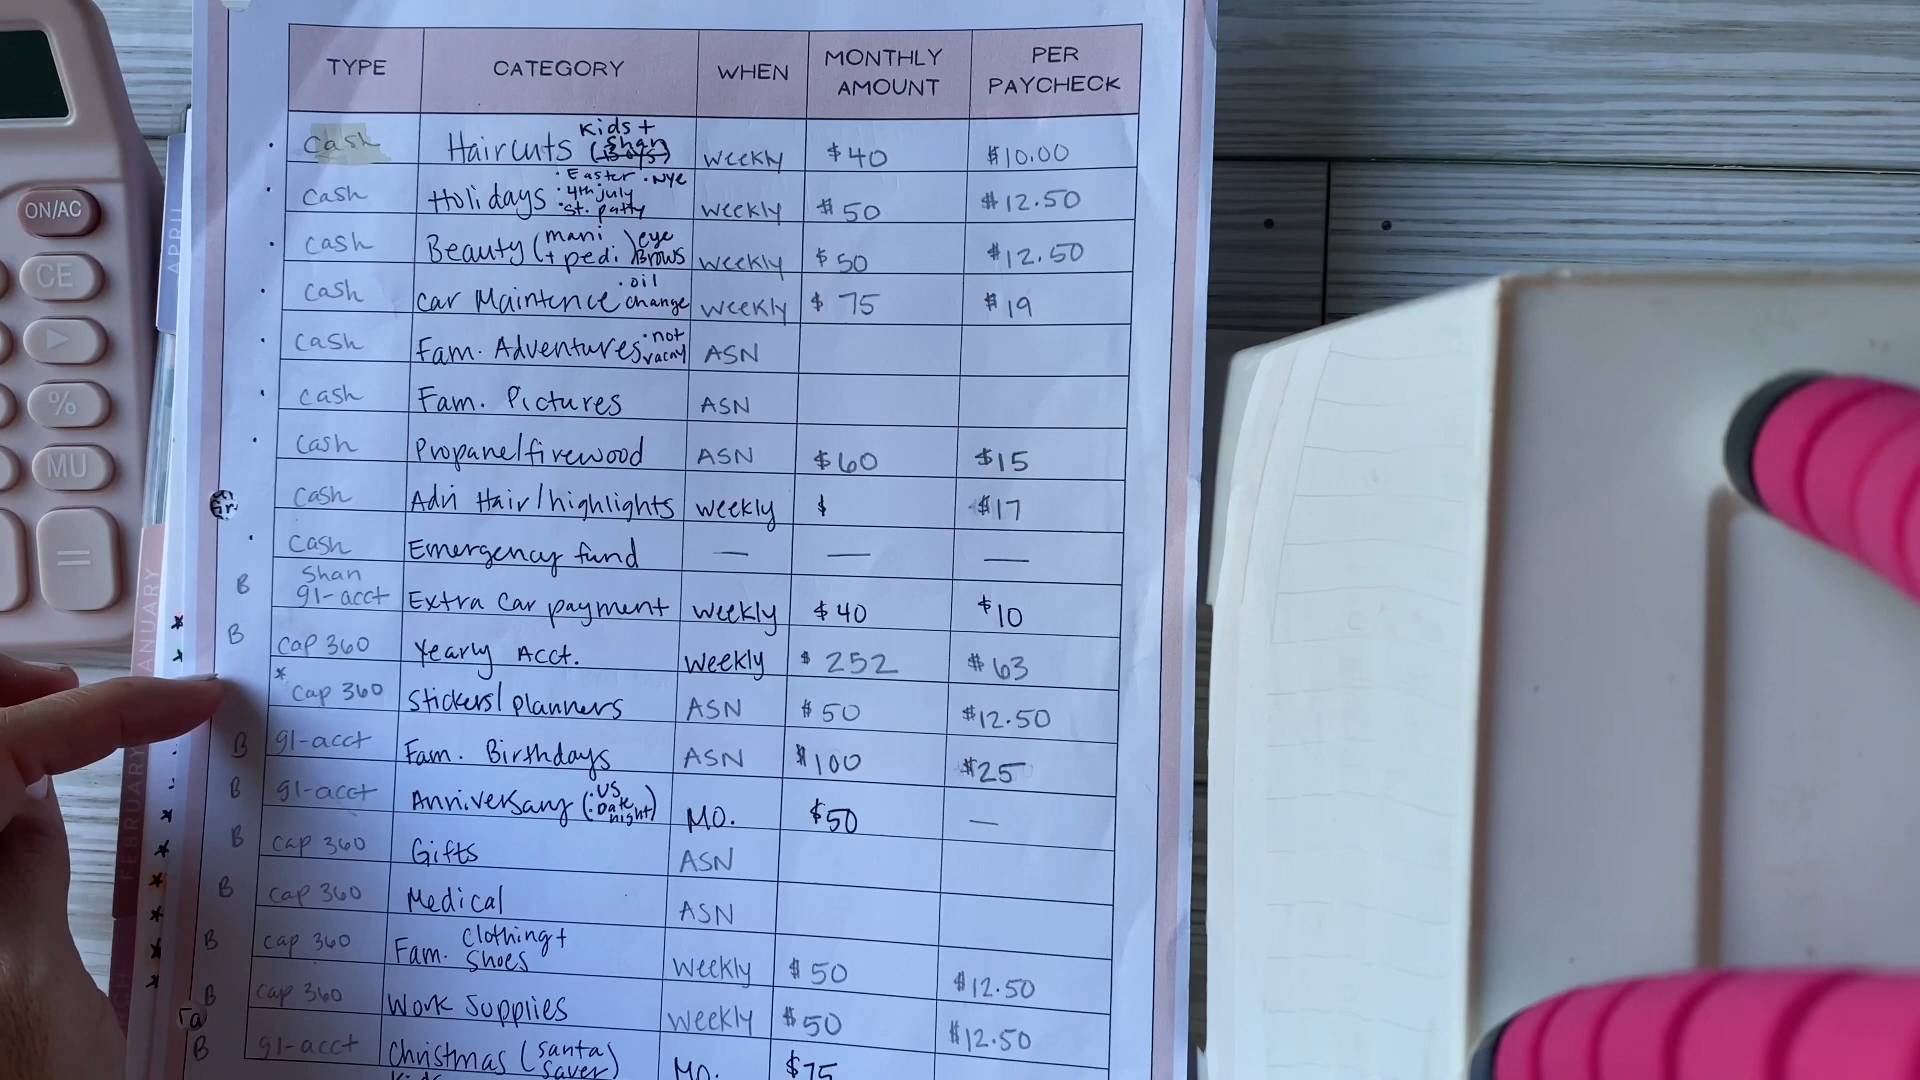 TYPE CATEGORY WHEN MONTHLY AMOUNT PER PAYCHECK
cash Haircuts (Kids + Shan) weekly $40 $10.00
cash Holidays · Easter · NYE · 4th july · st. patty weekly $50 $12.50
cash Beauty (mani + pedi) eye Brows weekly $50 $12.50
cash Car Maintence · oil change weekly $75 $19
cash Fam. Adventures · not vacay ASN
cash Fam. Pictures ASN
cash Propane/firewood ASN $60 $15
cash Adri Hair/highlights weekly $ $17
cash Emergency fund — — —
B Shan 91-acct Extra Car payment weekly $40 $10
B cap 360 Yearly Acct. weekly $252 $63
* cap 360 Stickers/planners ASN $50 $12.50
B 91-acct Fam. Birthdays ASN $100 $25
B 91-acct Anniversary (· US · Date night) MO. $50 —
B cap 360 Gifts ASN
B cap 360 Medical ASN
B cap 360 Fam. Clothing + Shoes weekly $50 $12.50
B cap 360 Work Supplies weekly $50 $12.50
B 91-acct Christmas (santa saver) MO. $75
ON/AC
CE
%
MU
=
APRIL
JANUARY
FEBRUARY